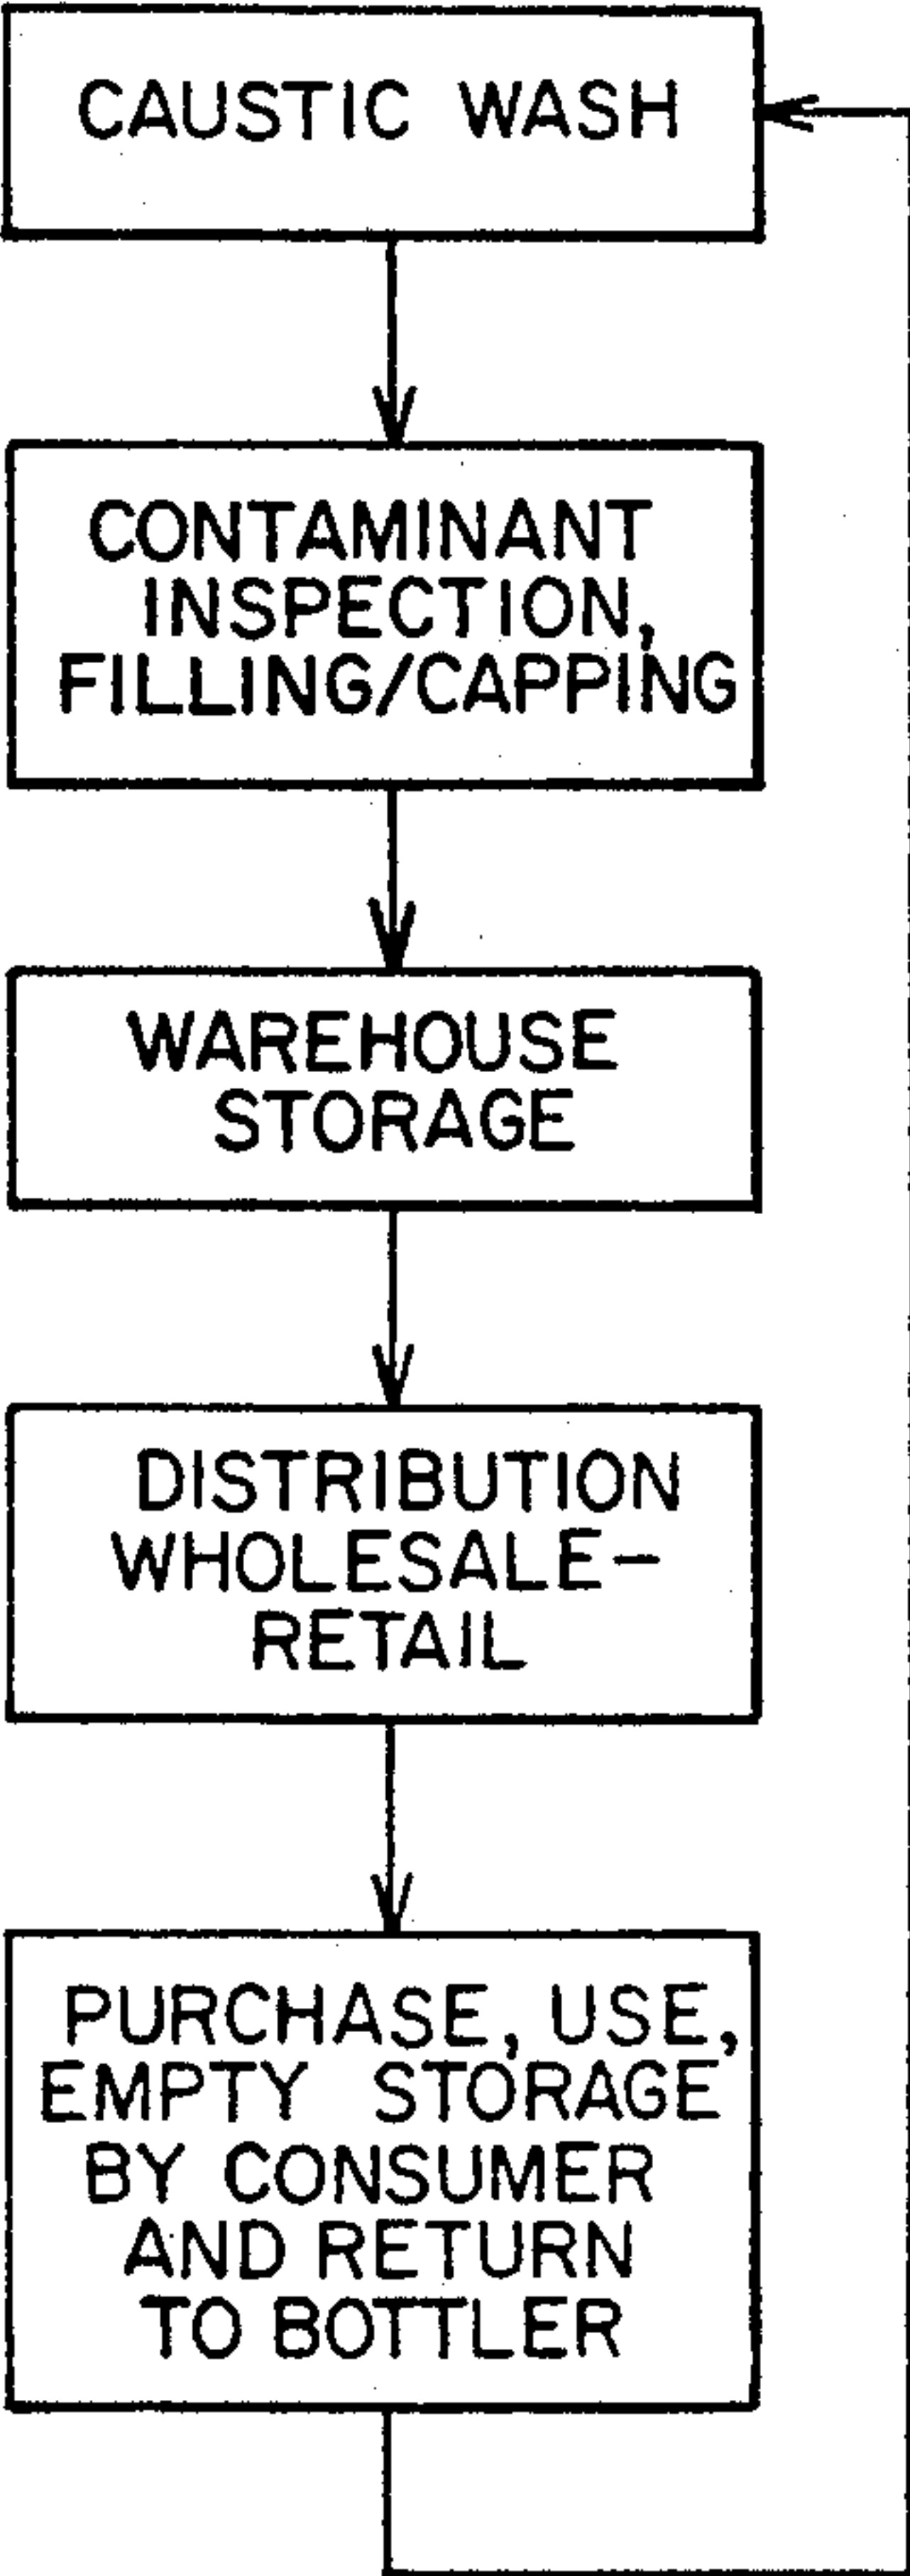 CAUSTIC WASH
CONTAMINANT
INSPECTION,
FILLING/CAPPING
WAREHOUSE
STORAGE
DISTRIBUTION
WHOLESALE-
RETAIL
PURCHASE, USE,
EMPTY STORAGE
BY CONSUMER
AND RETURN
TO BOTTLER